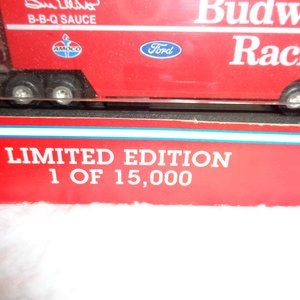 Budw
B-B-Q SAUCE
AMOCO
Ford
Rac
LIMITED EDITION
1 OF 15,000